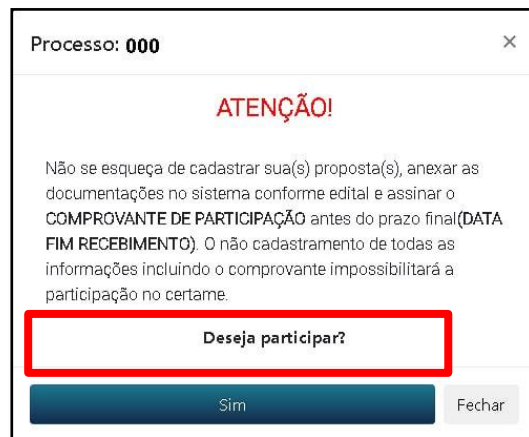 Processo: 000 ×
ATENÇÃO!
Não se esqueça de cadastrar sua(s) proposta(s), anexar as
documentações no sistema conforme edital e assinar o
COMPROVANTE DE PARTICIPAÇÃO antes do prazo final(DATA
FIM RECEBIMENTO). O não cadastramento de todas as
informações incluindo o comprovante impossibilitará a
participação no certame.
Deseja participar?
Sim
Fechar